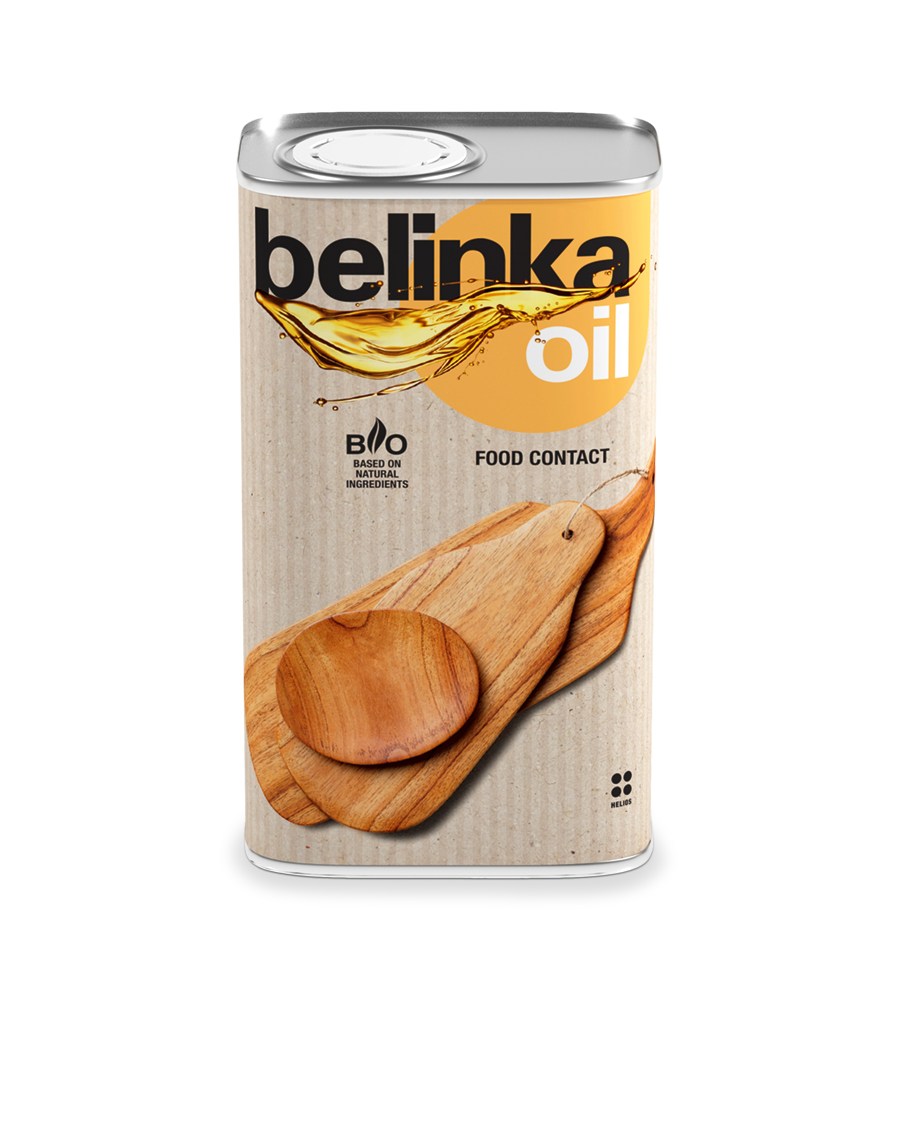 belinka
oil
BIO
BASED ON
NATURAL
INGREDIENTS
FOOD CONTACT
HELIOS